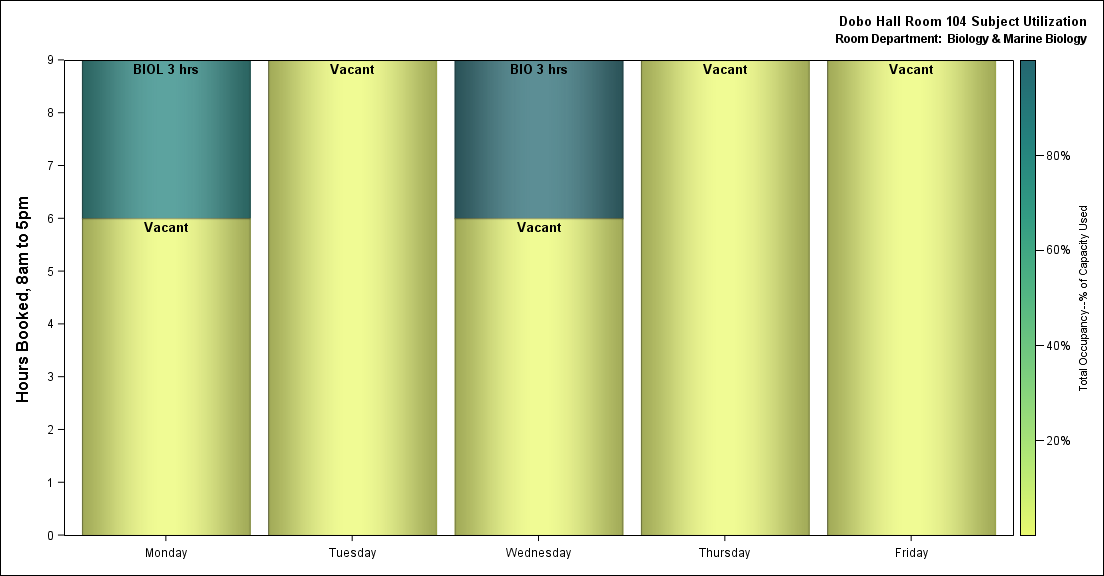 Dobo Hall Room 104 Subject Utilization
Room Department: Biology & Marine Biology
Hours Booked, 8am to 5pm
9
8
7
6
5
4
3
2
1
0
BIOL 3 hrs
Vacant
BIO 3 hrs
Vacant
Vacant
Vacant
Vacant
Monday
Tuesday
Wednesday
Thursday
Friday
80%
60%
40%
20%
Total Occupancy--% of Capacity Used